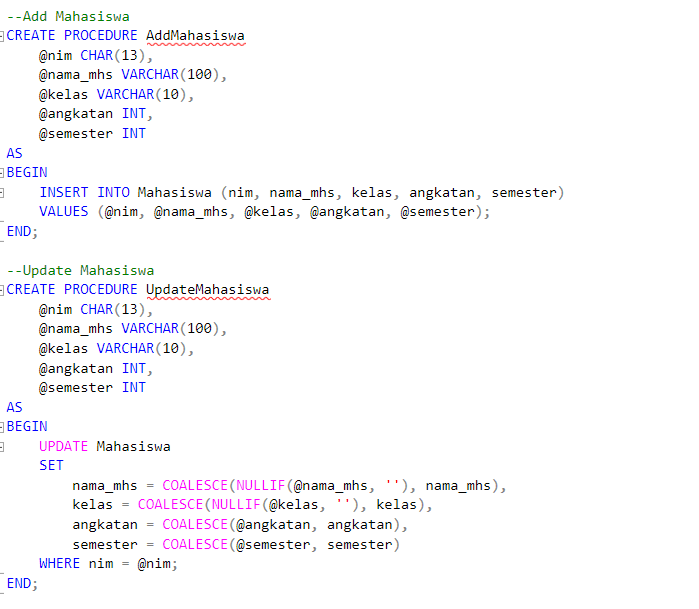 --Add Mahasiswa
CREATE PROCEDURE AddMahasiswa
    @nim CHAR(13),
    @nama_mhs VARCHAR(100),
    @kelas VARCHAR(10),
    @angkatan INT,
    @semester INT
AS
BEGIN
    INSERT INTO Mahasiswa (nim, nama_mhs, kelas, angkatan, semester)
    VALUES (@nim, @nama_mhs, @kelas, @angkatan, @semester);
END;

--Update Mahasiswa
CREATE PROCEDURE UpdateMahasiswa
    @nim CHAR(13),
    @nama_mhs VARCHAR(100),
    @kelas VARCHAR(10),
    @angkatan INT,
    @semester INT
AS
BEGIN
    UPDATE Mahasiswa
    SET
        nama_mhs = COALESCE(NULLIF(@nama_mhs, ''), nama_mhs),
        kelas = COALESCE(NULLIF(@kelas, ''), kelas),
        angkatan = COALESCE(@angkatan, angkatan),
        semester = COALESCE(@semester, semester)
    WHERE nim = @nim;
END;